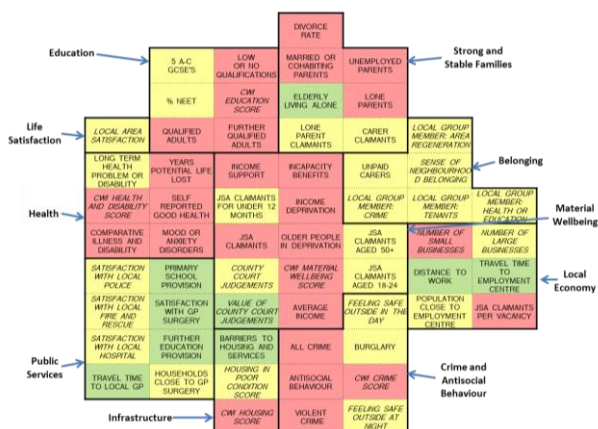 DIVORCE
RATE
Education
5 A-C
GCSE'S
LOW
OR NO
QUALIFICATIONS
MARRIED OR
COHABITING
PARENTS
UNEMPLOYED
PARENTS
Strong and
Stable Families
% NEET
CWI
EDUCATION
SCORE
ELDERLY
LIVING ALONE
LONE
PARENTS
Life
Satisfaction
LOCAL AREA
SATISFACTION
QUALIFIED
ADULTS
FURTHER
QUALIFIED
ADULTS
LONE
PARENT
CLAIMANTS
CARER
CLAIMANTS
LOCAL GROUP
MEMBER: AREA
REGENERATION
LONG TERM
HEALTH
PROBLEM OR
DISABILITY
YEARS
POTENTIAL LIFE
LOST
INCOME
SUPPORT
INCAPACITY
BENEFITS
UNPAID
CARERS
SENSE OF
NEIGHBOURHOO
D BELONGING
Belonging
Health
CWI HEALTH
AND DISABILITY
SCORE
SELF
REPORTED
GOOD HEALTH
JSA CLAIMANTS
FOR UNDER 12
MONTHS
INCOME
DEPRIVATION
LOCAL GROUP
MEMBER:
CRIME
LOCAL GROUP
MEMBER:
TENANTS
LOCAL GROUP
MEMBER:
HEALTH OR
EDUCATION
Material
Wellbeing
COMPARATIVE
ILLNESS AND
DISABILITY
MOOD OR
ANXIETY
DISORDERS
JSA
CLAIMANTS
OLDER PEOPLE
IN DEPRIVATION
JSA
CLAIMANTS
AGED 50+
NUMBER OF
SMALL
BUSINESSES
NUMBER OF
LARGE
BUSINESSES
SATISFACTION
WITH LOCAL
POLICE
PRIMARY
SCHOOL
PROVISION
COUNTY
COURT
JUDGEMENTS
CWI MATERIAL
WELLBEING
SCORE
JSA
CLAIMANTS
AGED 18-24
DISTANCE TO
WORK
TRAVEL TIME
TO
EMPLOYMENT
CENTRE
Local
Economy
SATISFACTION
WITH LOCAL
FIRE AND
RESCUE
SATISFACTION
WITH GP
SURGERY
VALUE OF
COUNTY COURT
JUDGEMENTS
AVERAGE
INCOME
FEELING SAFE
OUTSIDE IN THE
DAY
POPULATION
CLOSE TO
EMPLOYMENT
CENTRE
JSA CLAIMANTS
PER VACANCY
Public
Services
SATISFACTION
WITH LOCAL
HOSPITAL
FURTHER
EDUCATION
PROVISION
BARRIERS TO
HOUSING AND
SERVICES
ALL CRIME
BURGLARY
TRAVEL TIME
TO LOCAL GP
HOUSEHOLDS
CLOSE TO GP
SURGERY
HOUSING IN
POOR
CONDITION
SCORE
ANTISOCIAL
BEHAVIOUR
CWI CRIME
SCORE
Crime and
Antisocial
Behaviour
Infrastructure
CWI HOUSING
SCORE
VIOLENT
CRIME
FEELING SAFE
OUTSIDE AT
NIGHT